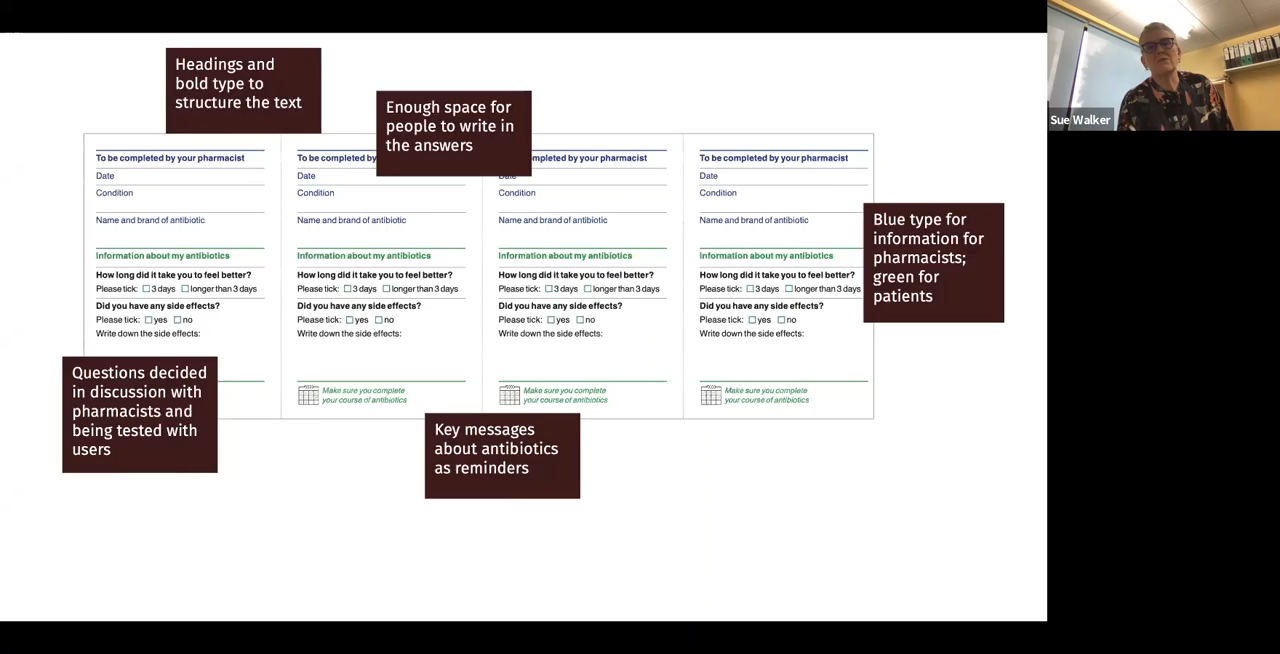 Headings and
bold type to
structure the text
Enough space for
people to write in
the answers
Sue Walker
To be completed by your pharmacist
Date
Condition
Name and brand of antibiotic
Information about my antibiotics
How long did it take you to feel better?
Please tick: 3 days longer than 3 days
Did you have any side effects?
Please tick: yes no
Write down the side effects:
To be completed by
Date
Condition
Name and brand of antibiotic
Information about my antibiotics
How long did it take you to feel better?
Please tick: 3 days longer than 3 days
Did you have any side effects?
Please tick: yes no
Write down the side effects:
Make sure you complete
your course of antibiotics
by your pharmacist
Date
Condition
Name and brand of antibiotic
Information about my antibiotics
How long did it take you to feel better?
Please tick: 3 days longer than 3 days
Did you have any side effects?
Please tick: yes no
Write down the side effects:
Make sure you complete
your course of antibiotics
To be completed by your pharmacist
Date
Condition
Name and brand of antibiotic
Information about my antibiotics
How long did it take you to feel better?
Please tick: 3 days longer than 3 days
Did you have any side effects?
Please tick: yes no
Write down the side effects:
Make sure you complete
your course of antibiotics
Blue type for
information for
pharmacists;
green for
patients
Questions decided
in discussion with
pharmacists and
being tested with
users
Key messages
about antibiotics
as reminders